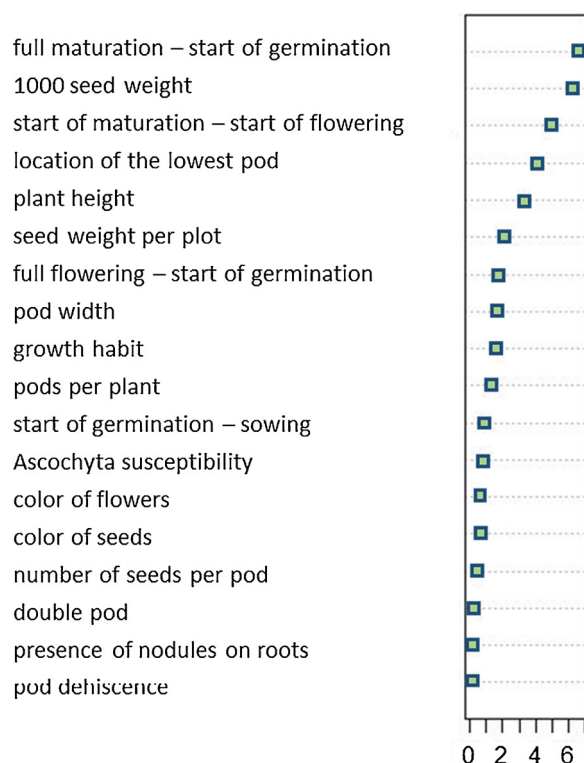 full maturation – start of germination
1000 seed weight
start of maturation – start of flowering
location of the lowest pod
plant height
seed weight per plot
full flowering – start of germination
pod width
growth habit
pods per plant
start of germination – sowing
Ascochyta susceptibility
color of flowers
color of seeds
number of seeds per pod
double pod
presence of nodules on roots
pod dehiscence
0 2 4 6